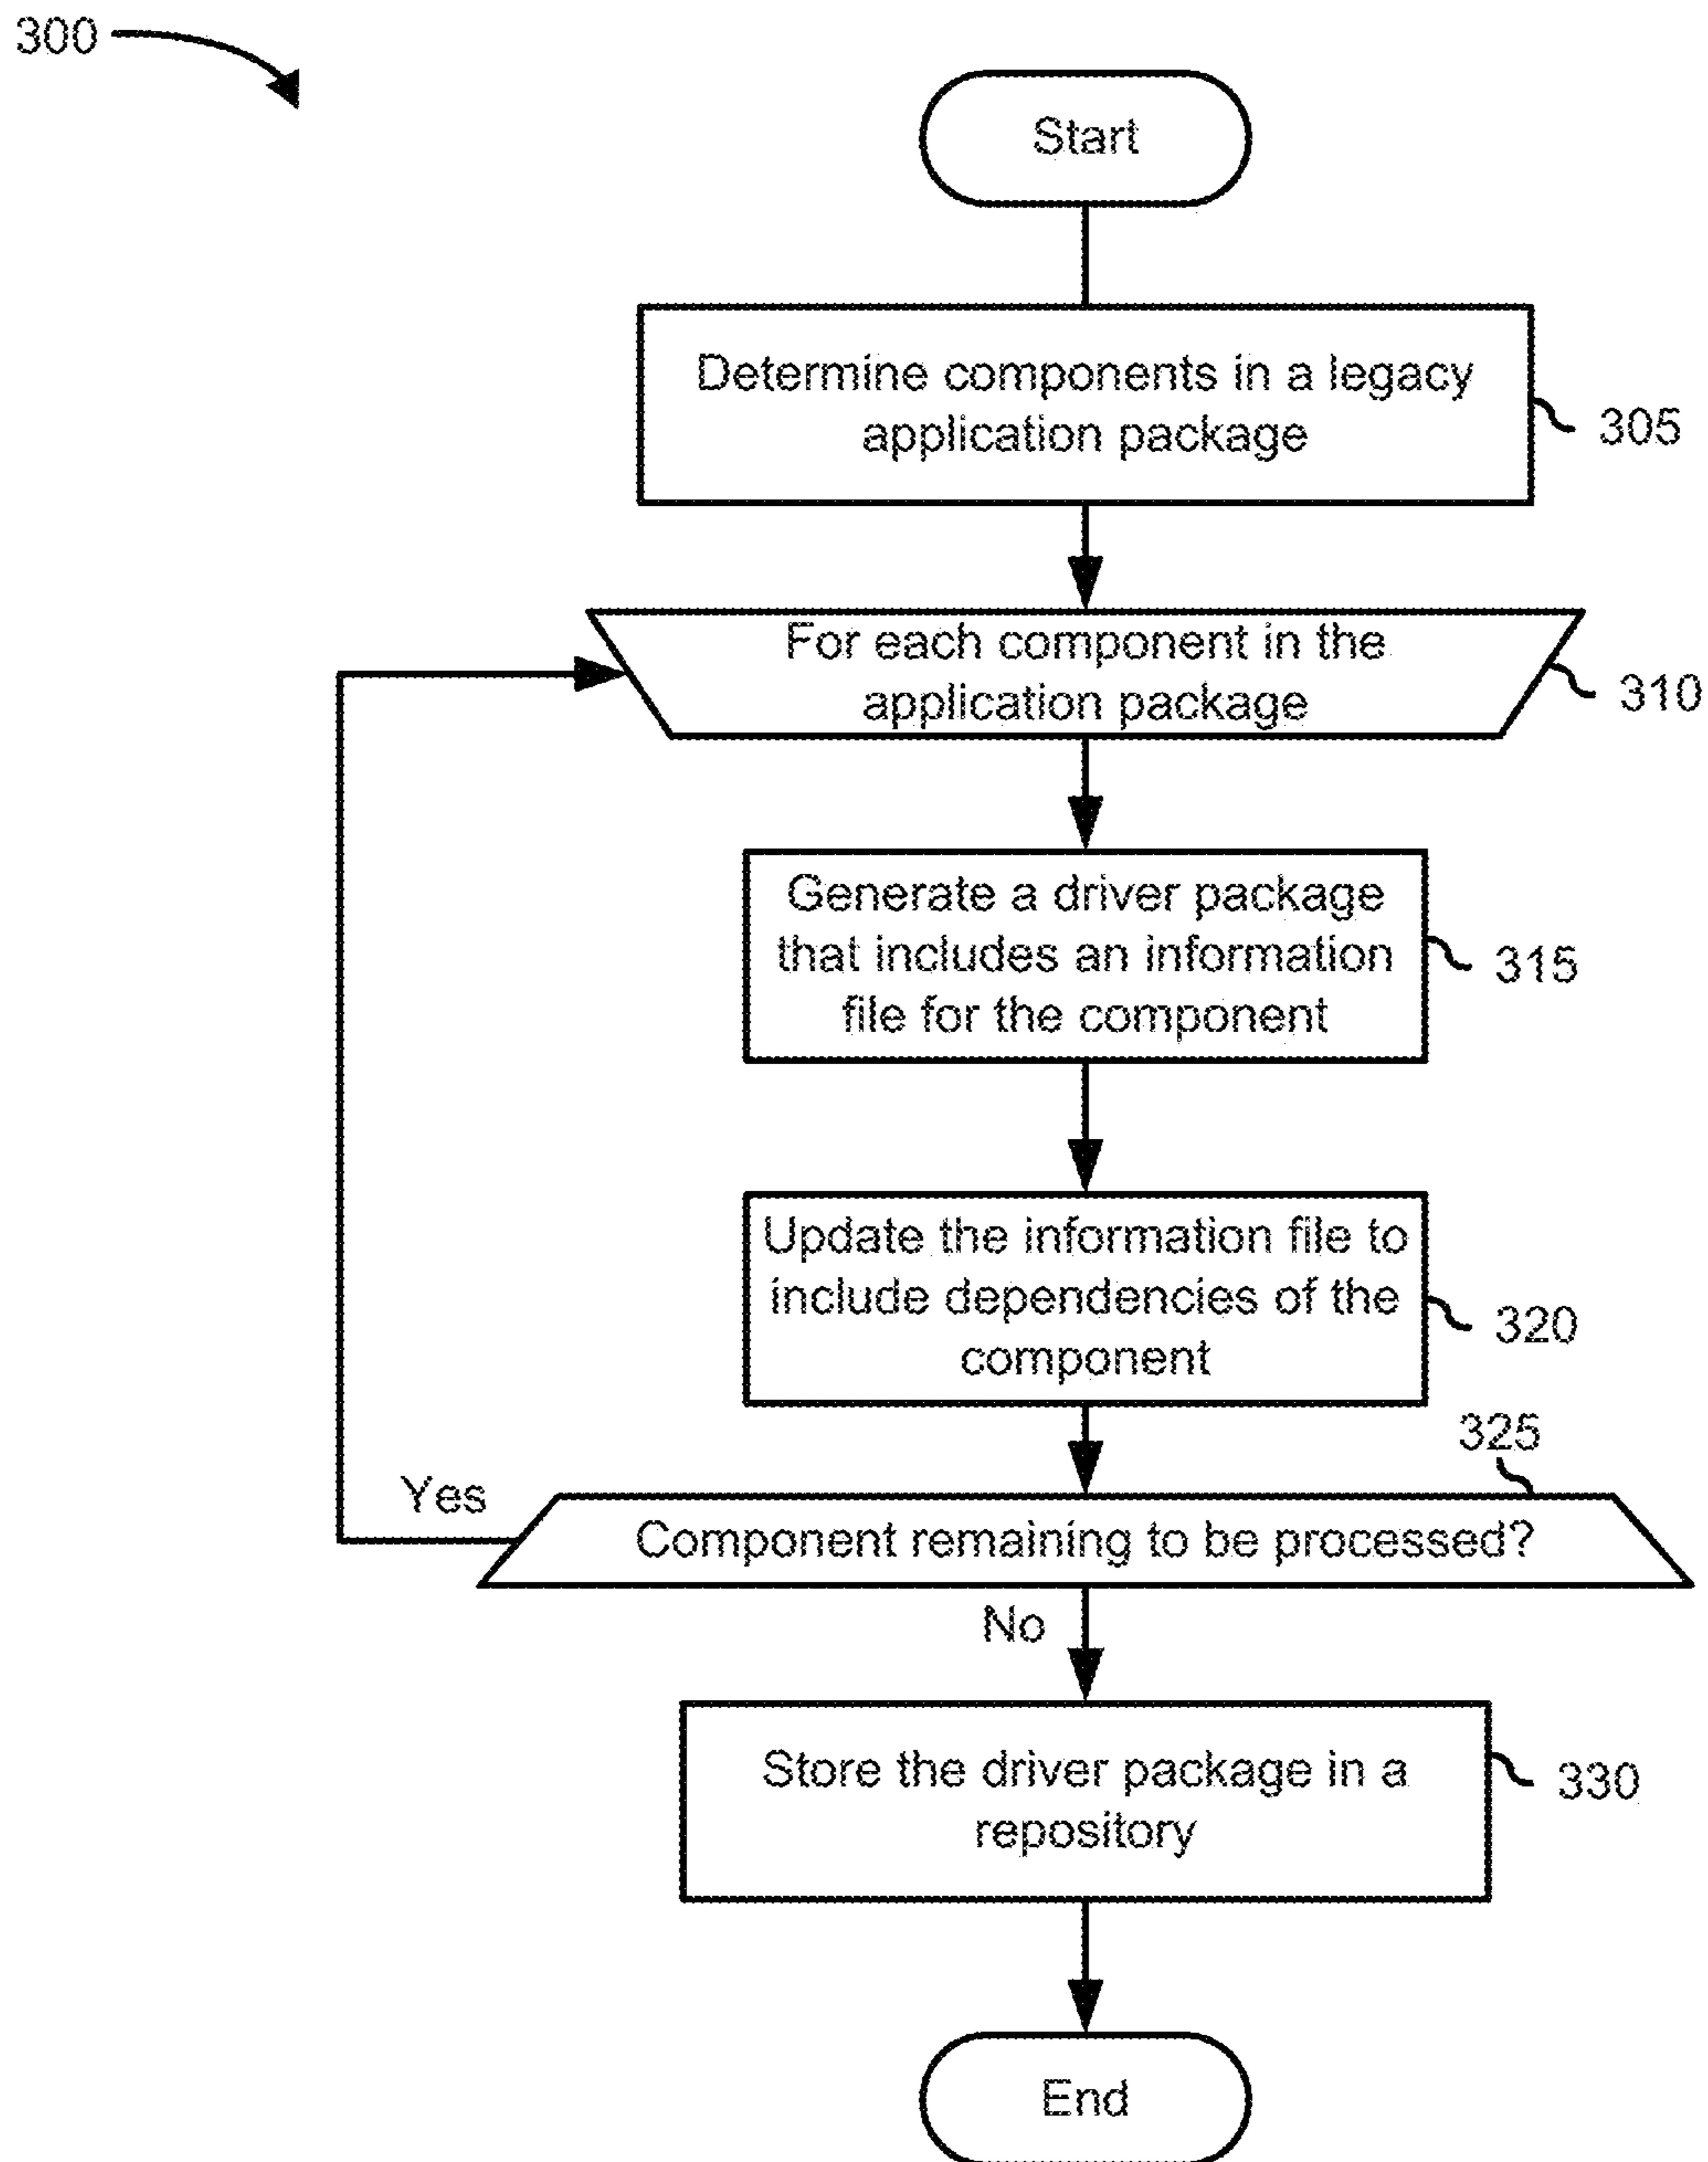 300
Start
Determine components in a legacy
application package
305
For each component in the
application package
310
Generate a driver package
that includes an information
file for the component
315
Update the information file to
include dependencies of the
component
320
325
Yes
Component remaining to be processed?
No
Store the driver package in a
repository
330
End